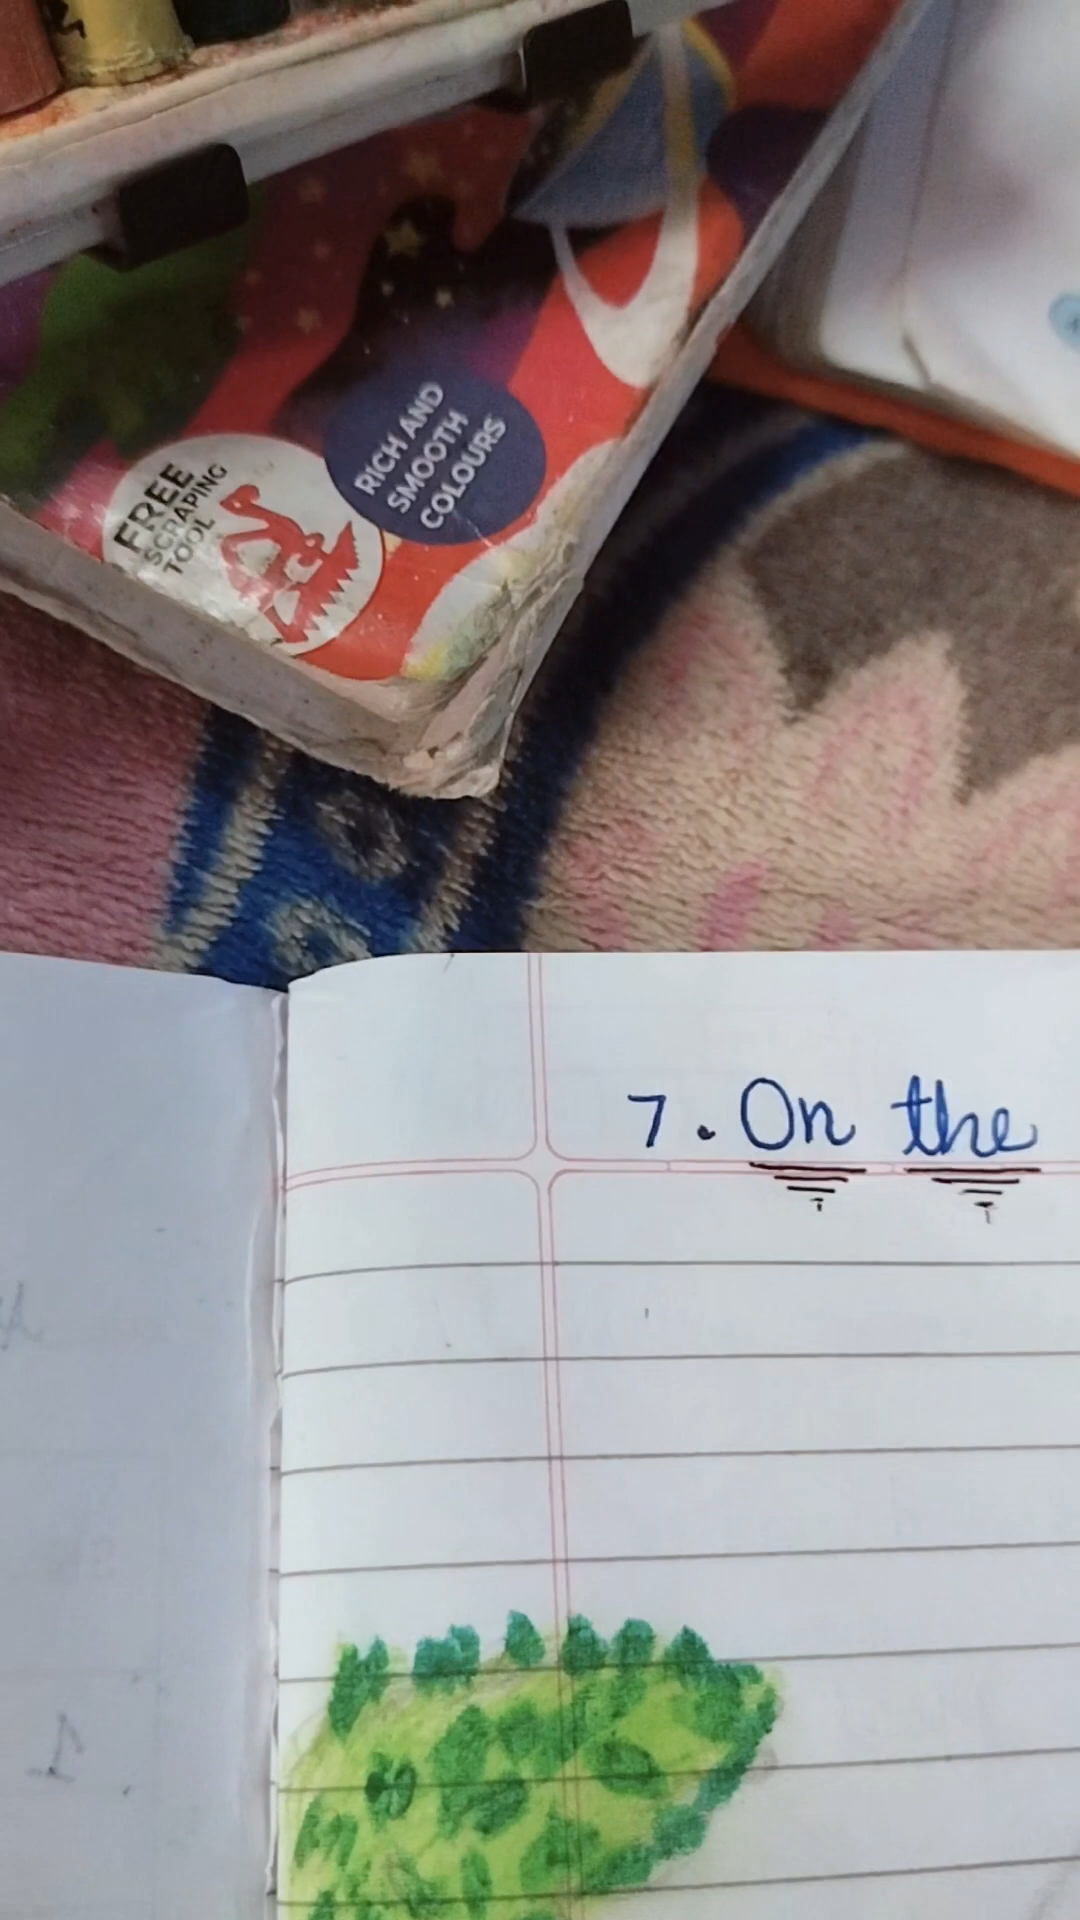 FREE
SCRAPING
TOOL
RICH AND
SMOOTH
COLOURS
7. On the